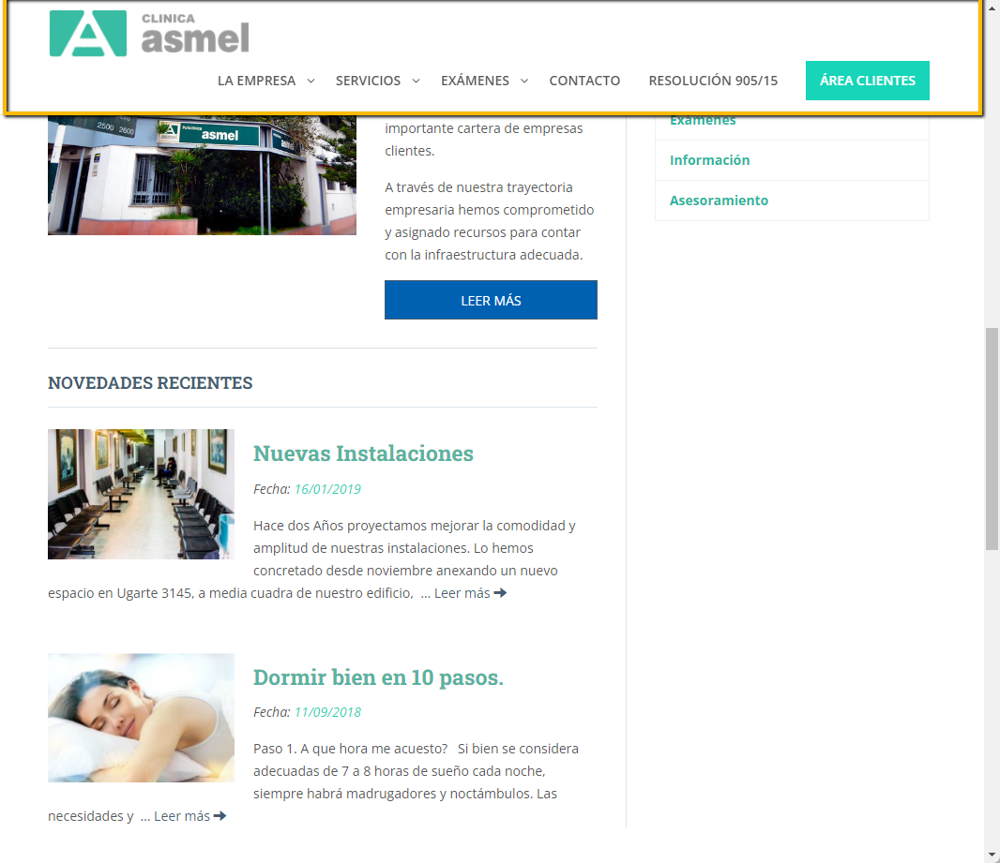 CLINICA
asmel
LA EMPRESA
SERVICIOS
EXÁMENES
CONTACTO
RESOLUCIÓN 905/15
ÁREA CLIENTES
2500 2600
Policlínica
asmel
importante cartera de empresas
clientes.
A través de nuestra trayectoria
empresaria hemos comprometido
y asignado recursos para contar
con la infraestructura adecuada.
LEER MÁS
Exámenes
Información
Asesoramiento
NOVEDADES RECIENTES
Nuevas Instalaciones
Fecha: 16/01/2019
Hace dos Años proyectamos mejorar la comodidad y
amplitud de nuestras instalaciones. Lo hemos
concretado desde noviembre anexando un nuevo
espacio en Ugarte 3145, a media cuadra de nuestro edificio,  ... Leer más
Dormir bien en 10 pasos.
Fecha: 11/09/2018
Paso 1. A que hora me acuesto?   Si bien se considera
adecuadas de 7 a 8 horas de sueño cada noche,
siempre habrá madrugadores y noctámbulos. Las
necesidades y  ... Leer más